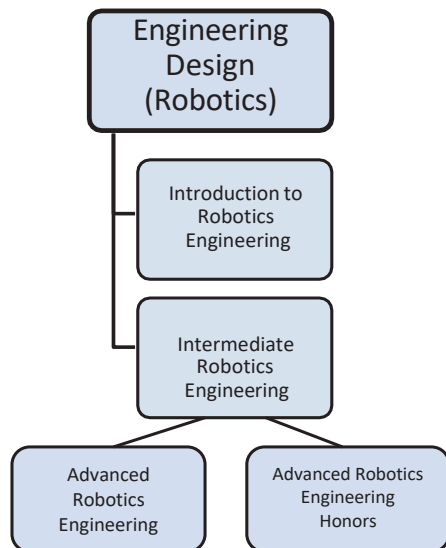 Engineering
Design
(Robotics)
Introduction to
Robotics
Engineering
Intermediate
Robotics
Engineering
Advanced
Robotics
Engineering
Advanced Robotics
Engineering
Honors